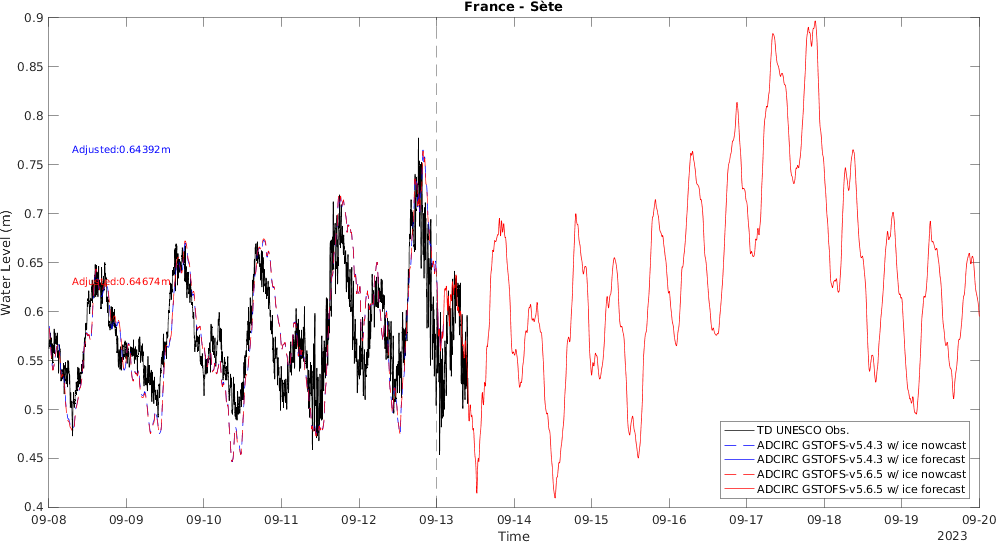 France - Sète
0.9
0.85
0.8
0.75
0.7
0.65
0.6
0.55
0.5
0.45
0.4
Water Level (m)
Adjusted:0.64392m
Adjusted:0.64674m
TD UNESCO Obs.
ADCIRC GSTOFS-v5.4.3 w/ ice nowcast
ADCIRC GSTOFS-v5.4.3 w/ ice forecast
ADCIRC GSTOFS-v5.6.5 w/ ice nowcast
ADCIRC GSTOFS-v5.6.5 w/ ice forecast
09-08 09-09 09-10 09-11 09-12 09-13 09-14 09-15 09-16 09-17 09-18 09-19 09-20
Time
2023